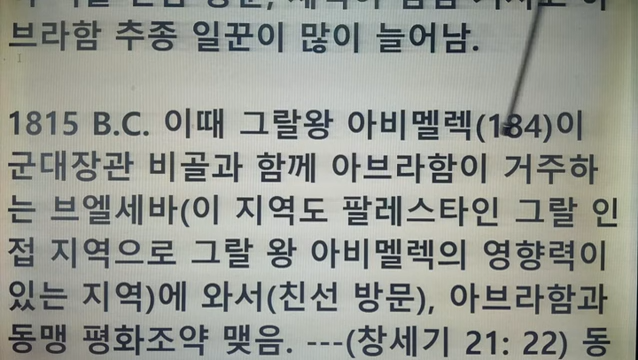 브라함 추종 일꾼이 많이 늘어남.
1815 B.C. 이때 그랄왕 아비멜렉(184)이
군대장관 비골과 함께 아브라함이 거주하
는 브엘세바(이 지역도 팔레스타인 그랄 인
접 지역으로 그랄 왕 아비멜렉의 영향력이
있는 지역)에 와서(친선 방문), 아브라함과
동맹 평화조약 맺음. ---(창세기 21: 22) 동